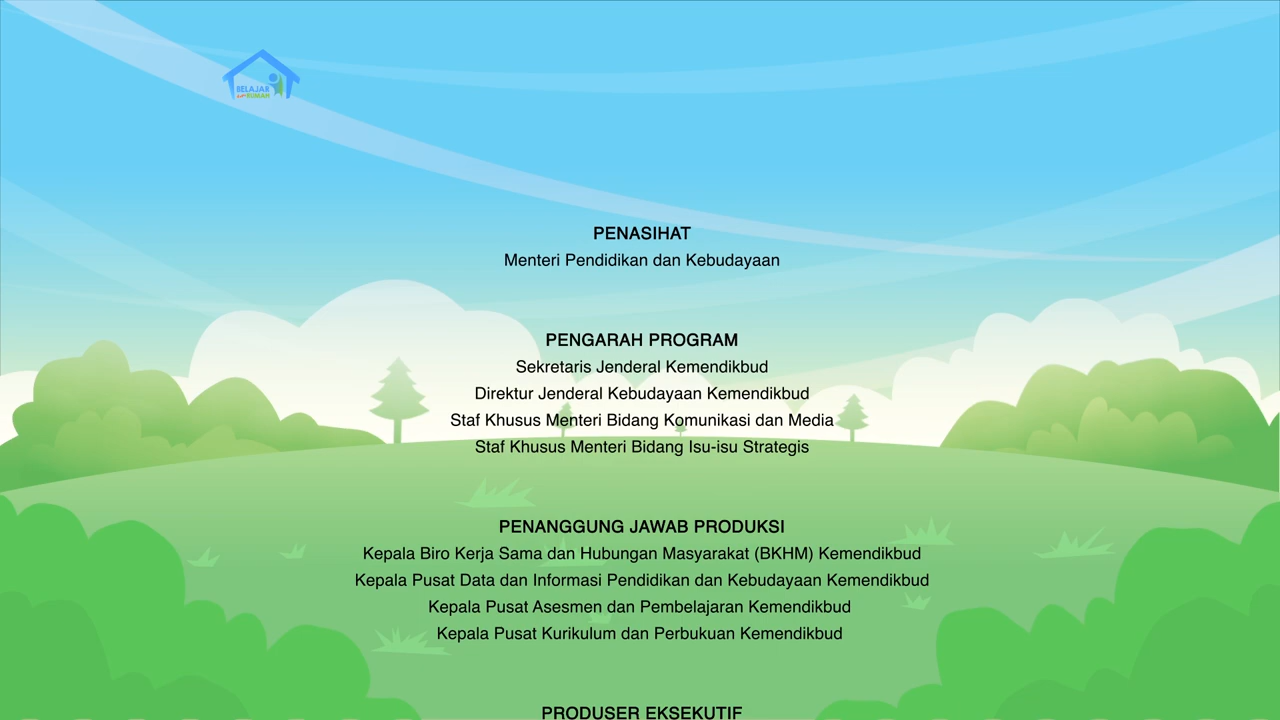 BELAJAR
dari RUMAH
PENASIHAT
Menteri Pendidikan dan Kebudayaan
PENGARAH PROGRAM
Sekretaris Jenderal Kemendikbud
Direktur Jenderal Kebudayaan Kemendikbud
Staf Khusus Menteri Bidang Komunikasi dan Media
Staf Khusus Menteri Bidang Isu-isu Strategis
PENANGGUNG JAWAB PRODUKSI
Kepala Biro Kerja Sama dan Hubungan Masyarakat (BKHM) Kemendikbud
Kepala Pusat Data dan Informasi Pendidikan dan Kebudayaan Kemendikbud
Kepala Pusat Asesmen dan Pembelajaran Kemendikbud
Kepala Pusat Kurikulum dan Perbukuan Kemendikbud
PRODUSER EKSEKUTIF